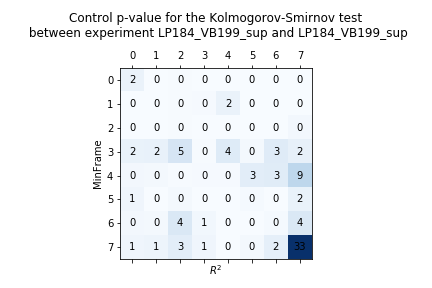 Control p-value for the Kolmogorov-Smirnov test
between experiment LP184_VB199_sup and LP184_VB199_sup
0 1 2 3 4 5 6 7
0 2 0 0 0 0 0 0 0
1 0 0 0 0 2 0 0 0
2 0 0 0 0 0 0 0 0
3 2 2 5 0 4 0 3 2
MinFrame
4 0 0 0 0 0 3 3 9
5 1 0 0 0 0 0 0 2
6 0 0 4 1 0 0 0 4
7 1 1 3 1 0 0 2 33
R²